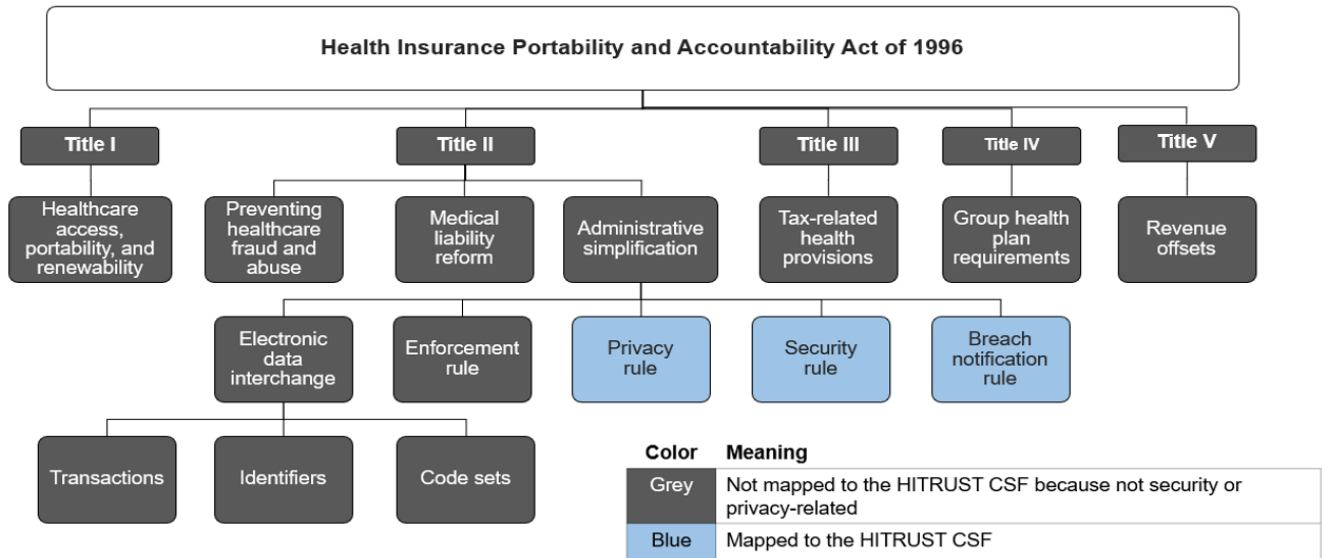 Health Insurance Portability and Accountability Act of 1996
Title I
Title II
Title III
Title IV
Title V
Healthcare
access,
portability, and
renewability
Preventing
healthcare
fraud and
abuse
Medical
liability
reform
Administrative
simplification
Tax-related
health
provisions
Group health
plan
requirements
Revenue
offsets
Electronic
data
interchange
Enforcement
rule
Privacy
rule
Security
rule
Breach
notification
rule
Transactions
Identifiers
Code sets
Color Meaning
Grey Not mapped to the HITRUST CSF because not security or
privacy-related
Blue Mapped to the HITRUST CSF